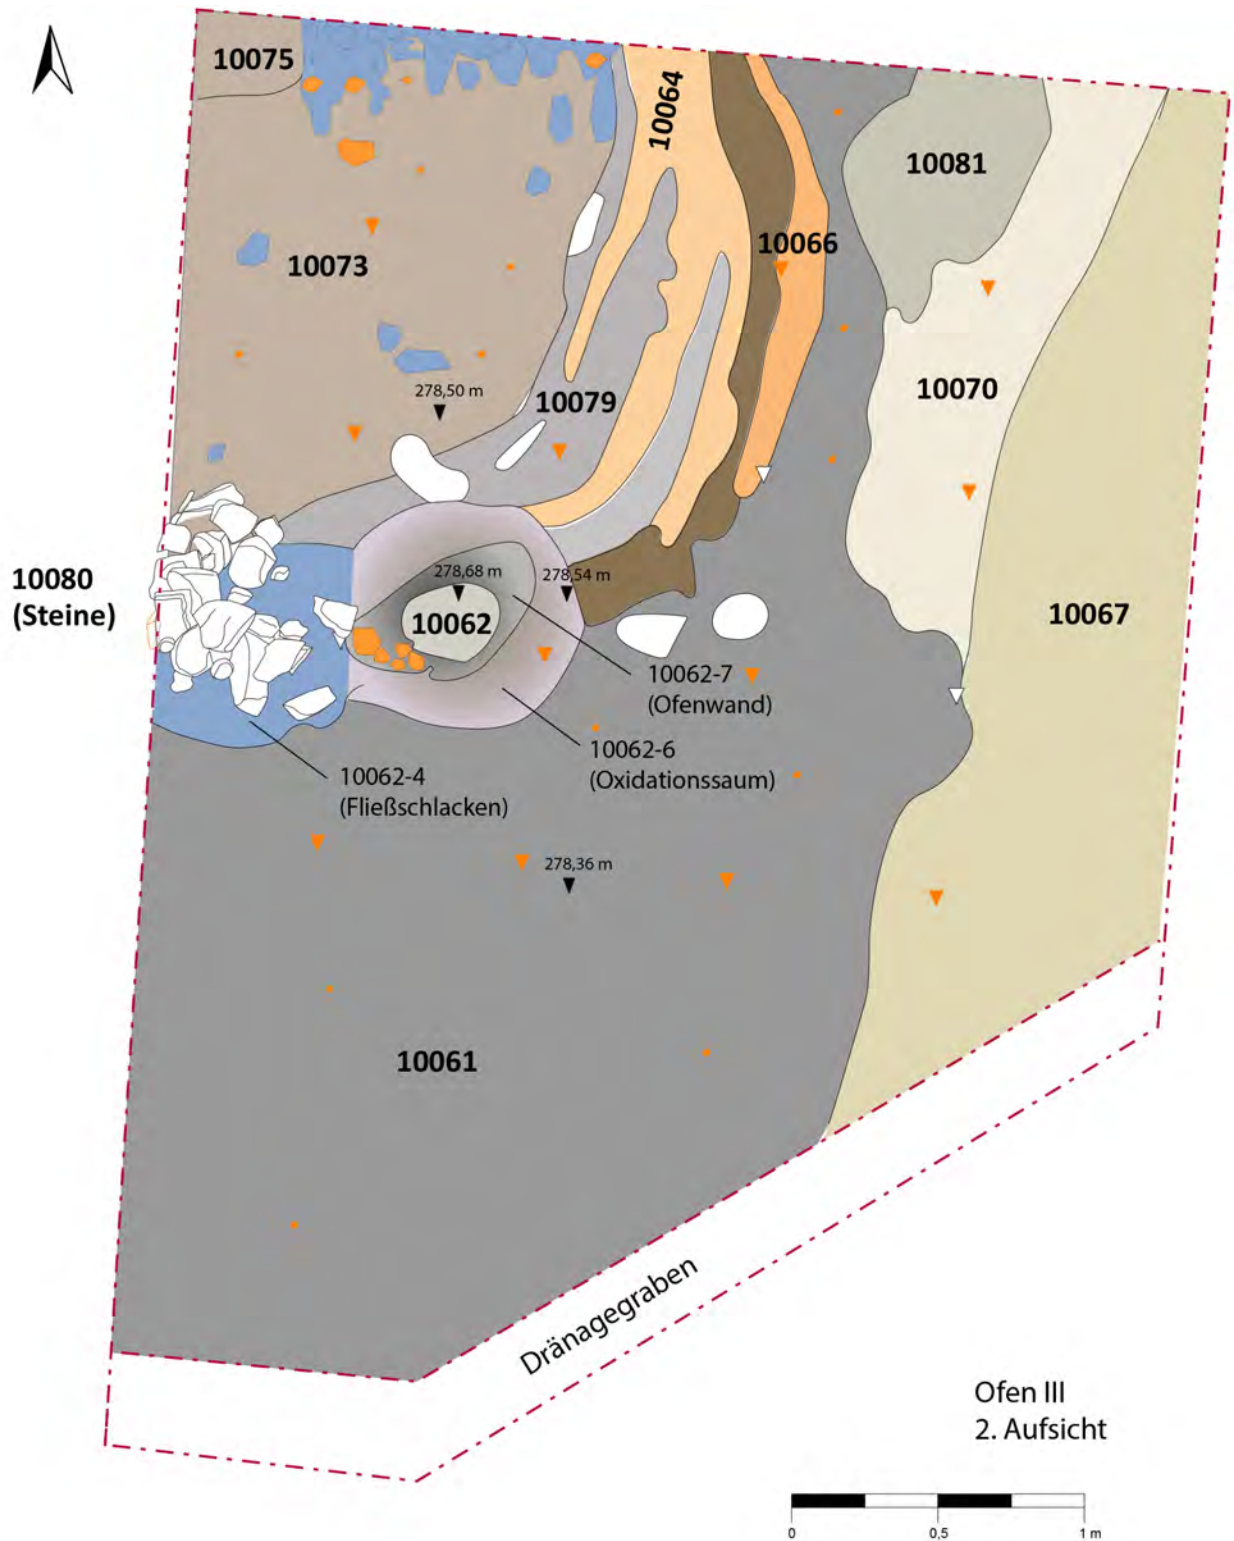 10075
10064
10081
10066
10073
10070
278,50 m
10079
278,68 m
278,54 m
10080
(Steine)
10062
10067
10062-7
(Ofenwand)
10062-6
(Oxidationssaum)
10062-4
(Fließschlacken)
278,36 m
10061
Dränagegraben
Ofen III
2. Aufsicht
0 0,5 1 m